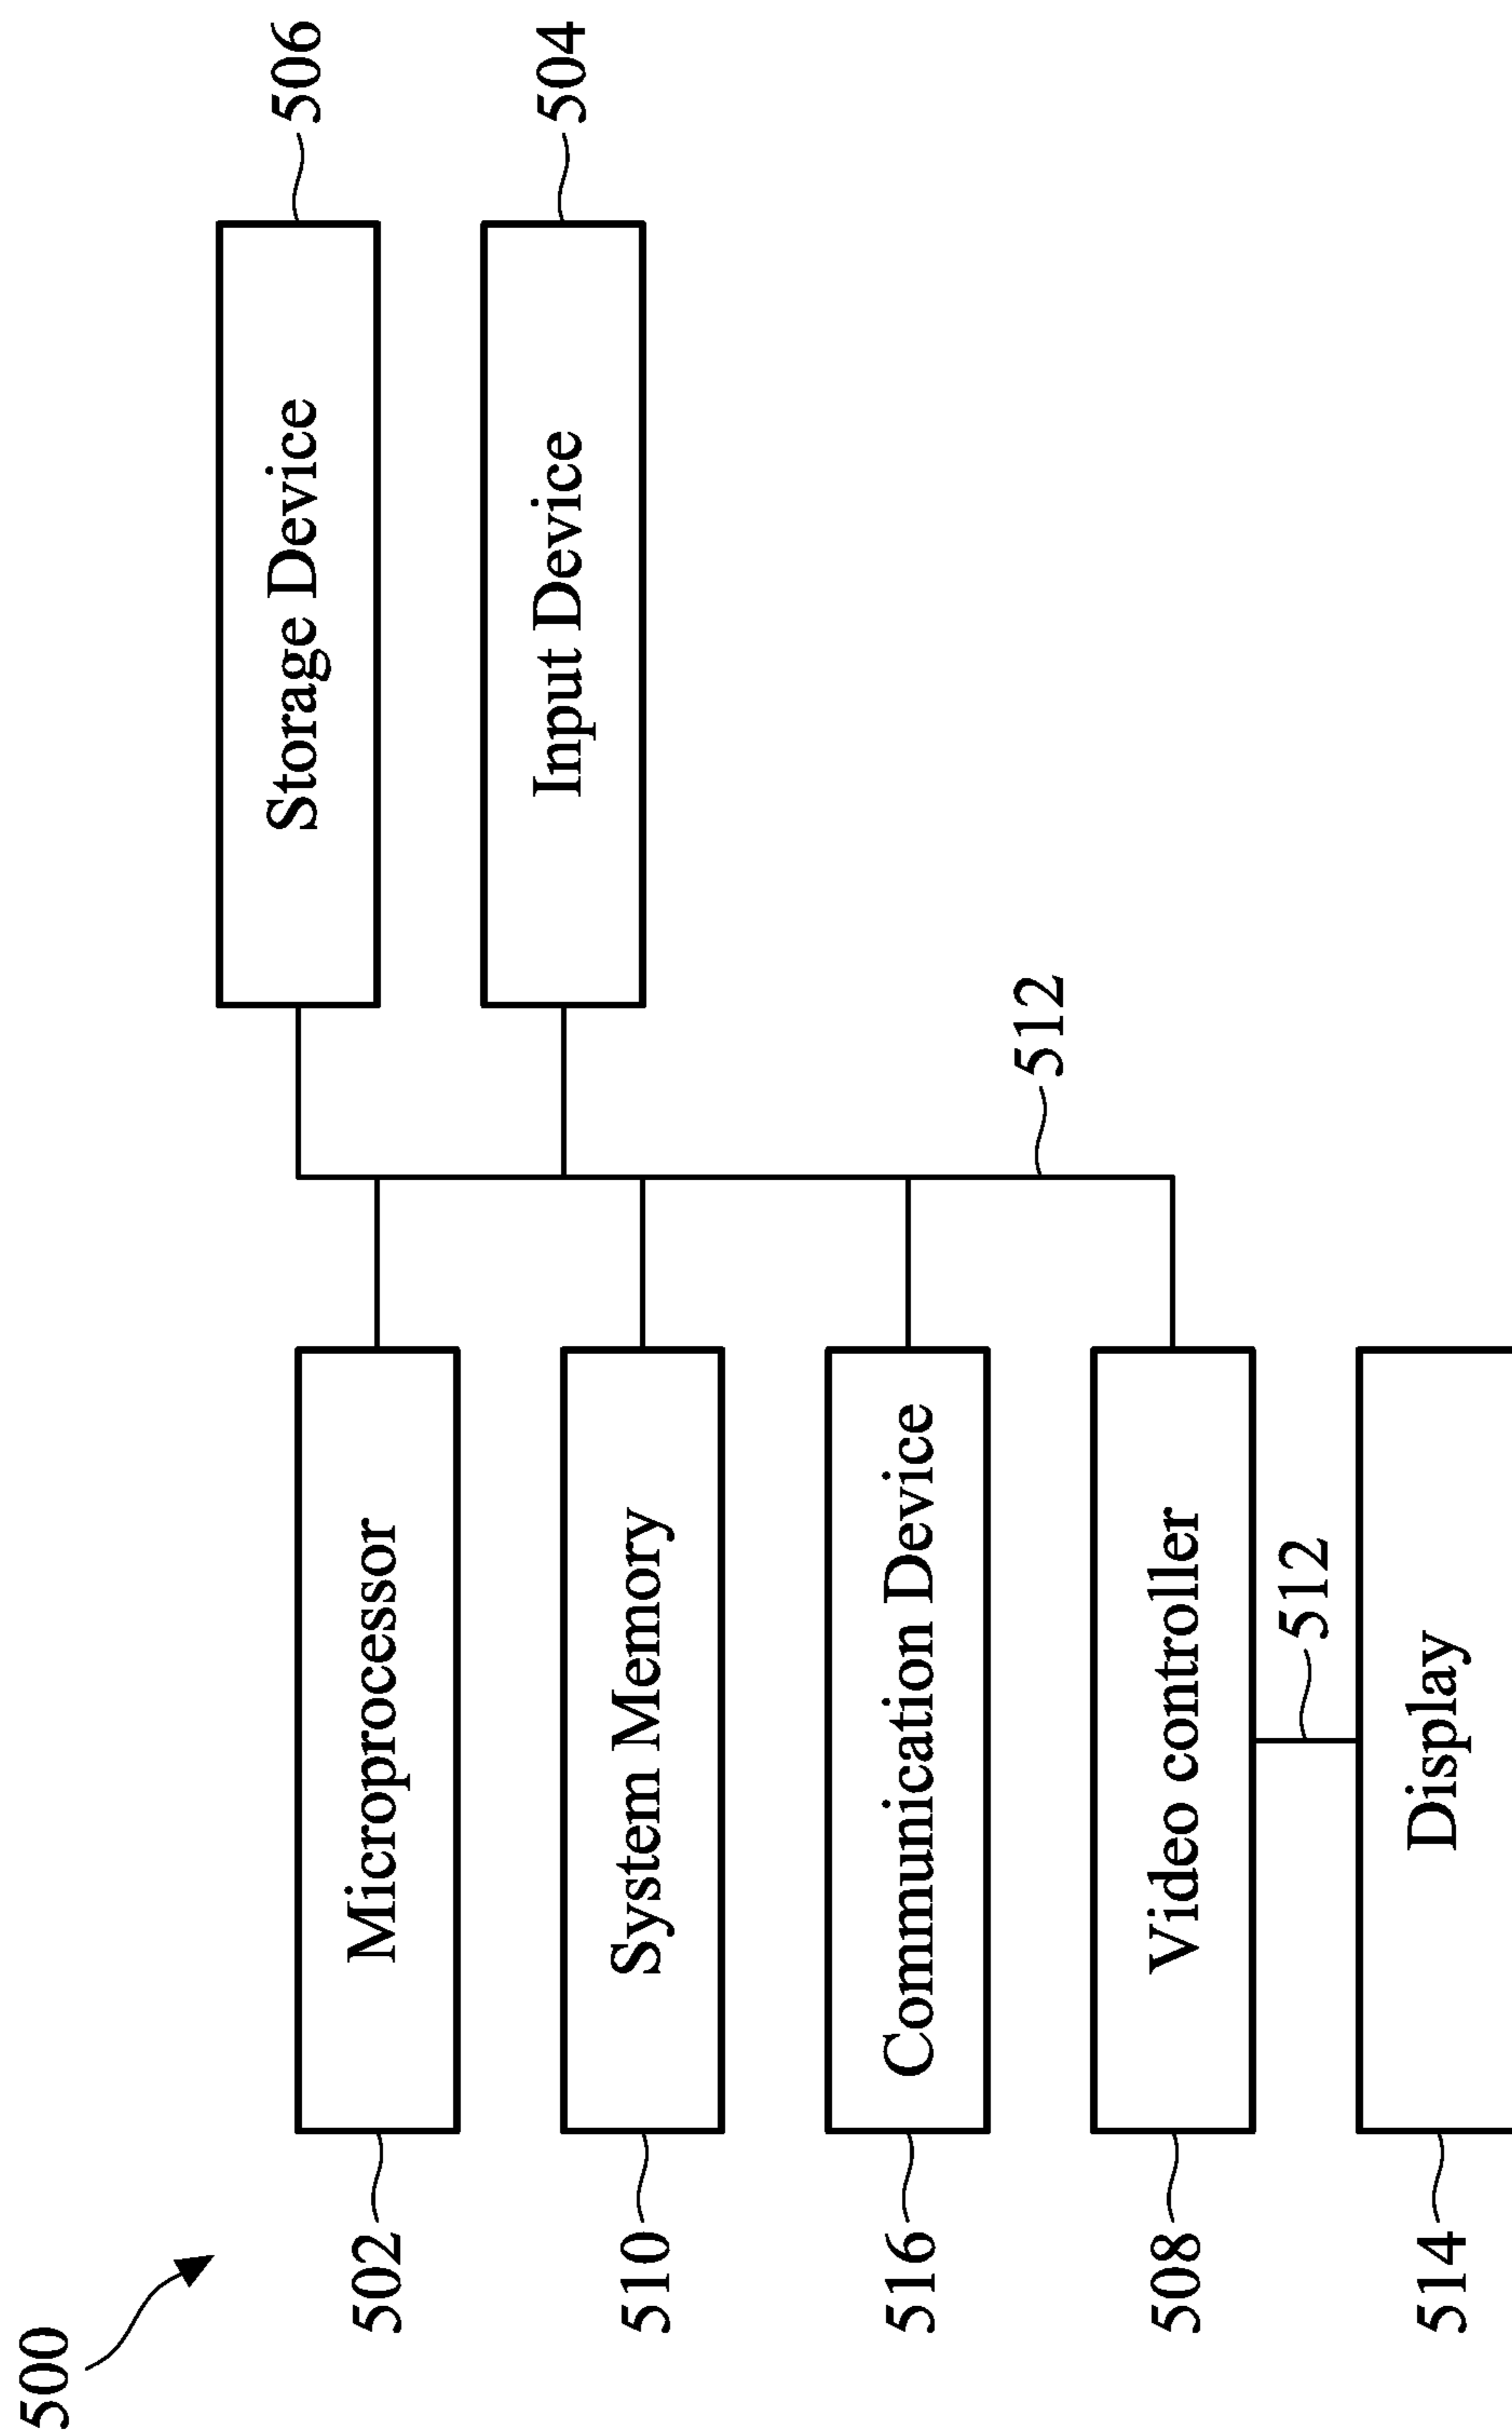 500
506
Storage Device
502
Microprocessor
504
Input Device
510
System Memory
516
Communication Device
512
508
Video controller
512
514
Display